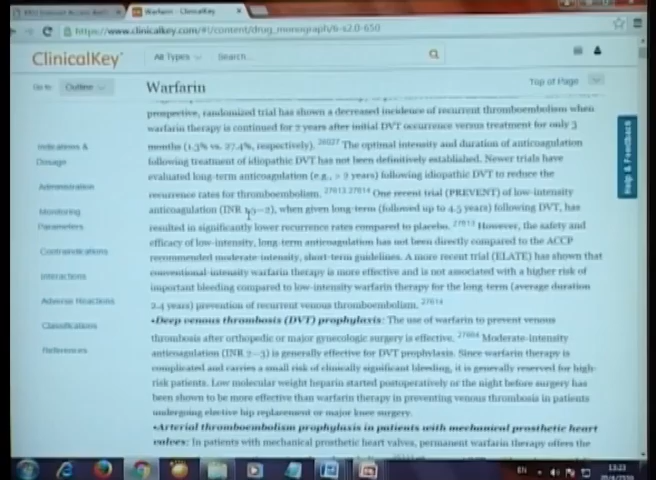 Warfarin - ClinicalKey
https://www.clinicalkey.com/#!/content/drug_monograph/6-s2.0-650
ClinicalKey
All Types
Search...
Go to: Outline
Warfarin
Top of Page
prospective, randomized trial has shown a decreased incidence of recurrent thromboembolism when
warfarin therapy is continued for 2 years after initial DVT occurrence versus treatment for only 3
months (1.3% vs. 27.4%, respectively). The optimal intensity and duration of anticoagulation
following treatment of idiopathic DVT has not been definitively established. Newer trials have
evaluated long-term anticoagulation (e.g., > 2 years) following idiopathic DVT to reduce the
recurrence rates for thromboembolism. 27613 27614 One recent trial (PREVENT) of low-intensity
anticoagulation (INR 1.5—2), when given long-term (followed up to 4.5 years) following DVT, has
resulted in significantly lower recurrence rates compared to placebo. 27613 However, the safety and
efficacy of low-intensity, long-term anticoagulation has not been directly compared to the ACCP
recommended moderate-intensity, short-term guidelines. A more recent trial (ELATE) has shown that
conventional-intensity warfarin therapy is more effective and is not associated with a higher risk of
important bleeding compared to low-intensity warfarin therapy for the long-term (average duration
2.4 years) prevention of recurrent venous thromboembolism. 27614
•Deep venous thrombosis (DVT) prophylaxis: The use of warfarin to prevent venous
thrombosis after orthopedic or major gynecologic surgery is effective. Moderate-intensity
anticoagulation (INR 2—3) is generally effective for DVT prophylaxis. Since warfarin therapy is
complicated and carries a small risk of clinically significant bleeding, it is generally reserved for high-
risk patients. Low molecular weight heparin started postoperatively or the night before surgery has
been shown to be more effective than warfarin therapy in preventing venous thrombosis in patients
undergoing elective hip replacement or major knee surgery.
•Arterial thromboembolism prophylaxis in patients with mechanical prosthetic heart
valves: In patients with mechanical prosthetic heart valves, permanent warfarin therapy offers the
Indications &
Dosage
Administration
Monitoring
Parameters
Contraindications
Interactions
Adverse Reactions
Classifications
References
Help & Feedback
EN
13:23